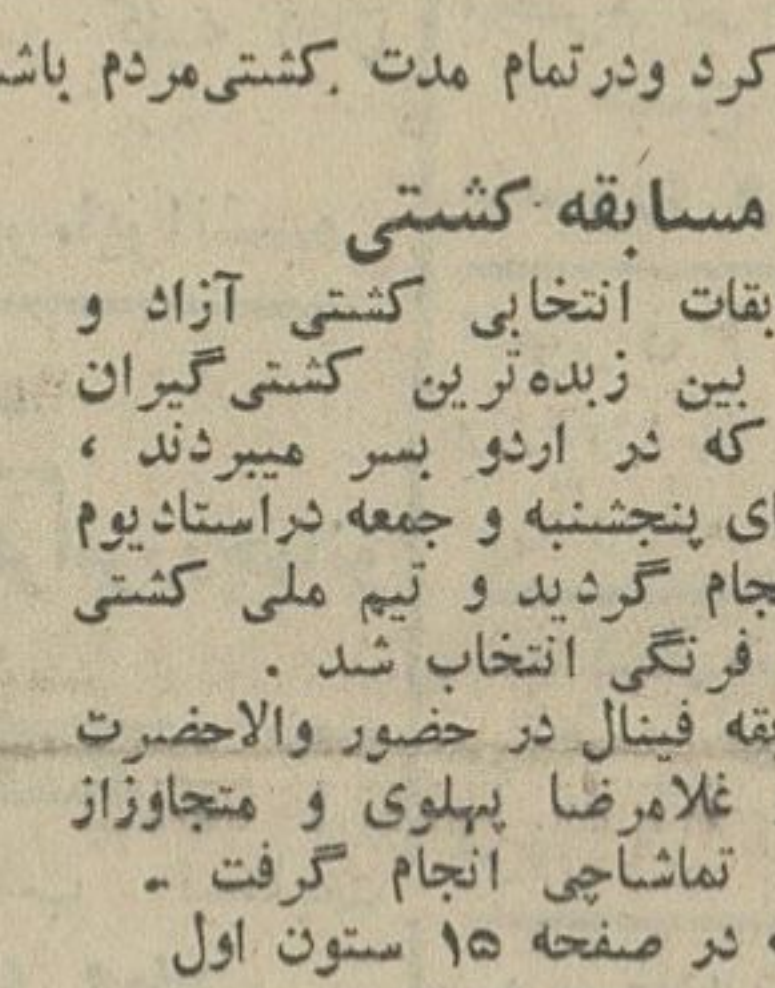 کرد ودر تمام مدت کشتی مردم باش
مسابقه کشتی
بقات انتخابی کشتی آزاد و
بین زبده ترین کشتی گیران
که در اردو بسر میبردند ،
ای پنجشنبه و جمعه دراستادیوم
جام گردید و تیم ملی کشتی
فرنگی انتخاب شد .
بقه فینال در حضور والاحضرت
غلامرضا پهلوی و متجاوزاز
تماشاچی انجام گرفت .
در صفحه ۱۵ ستون اول